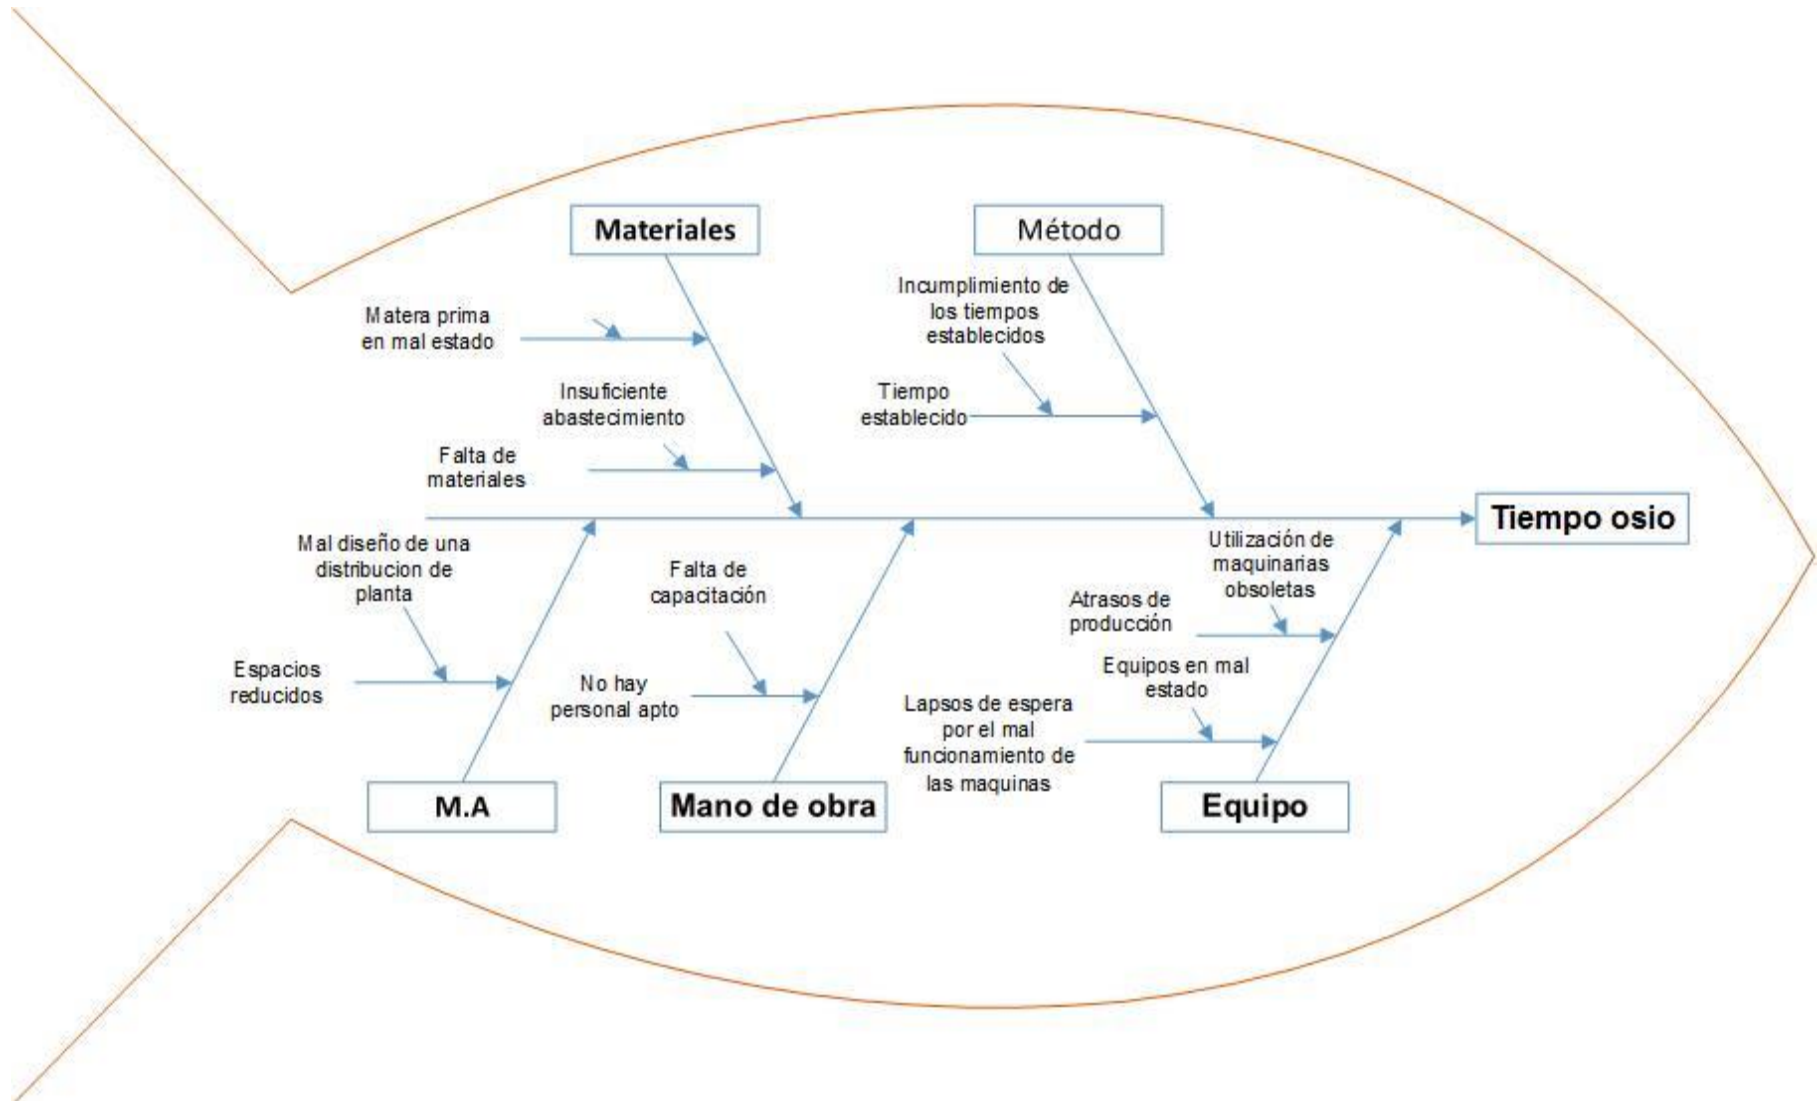 Materiales
Método
Matera prima
en mal estado
Incumplimiento de
los tiempos
establecidos
Insuficiente
abastecimiento
Tiempo
establecido
Falta de
materiales
Tiempo osio
Mal diseño de una
distribucion de
planta
Falta de
capacitación
Utilización de
maquinarias
obsoletas
Atrasos de
producción
Espacios
reducidos
No hay
personal apto
Equipos en mal
estado
Lapsos de espera
por el mal
funcionamiento de
las maquinas
M.A
Mano de obra
Equipo